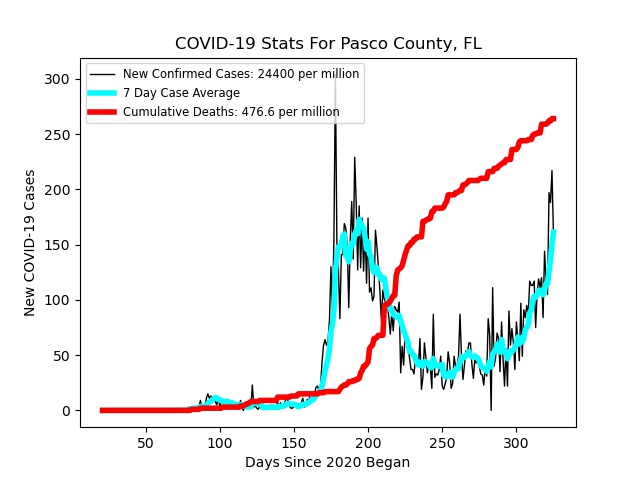 COVID-19 Stats For Pasco County, FL
New Confirmed Cases: 24400 per million
7 Day Case Average
Cumulative Deaths: 476.6 per million
New COVID-19 Cases
300
250
200
150
100
50
0
50 100 150 200 250 300
Days Since 2020 Began